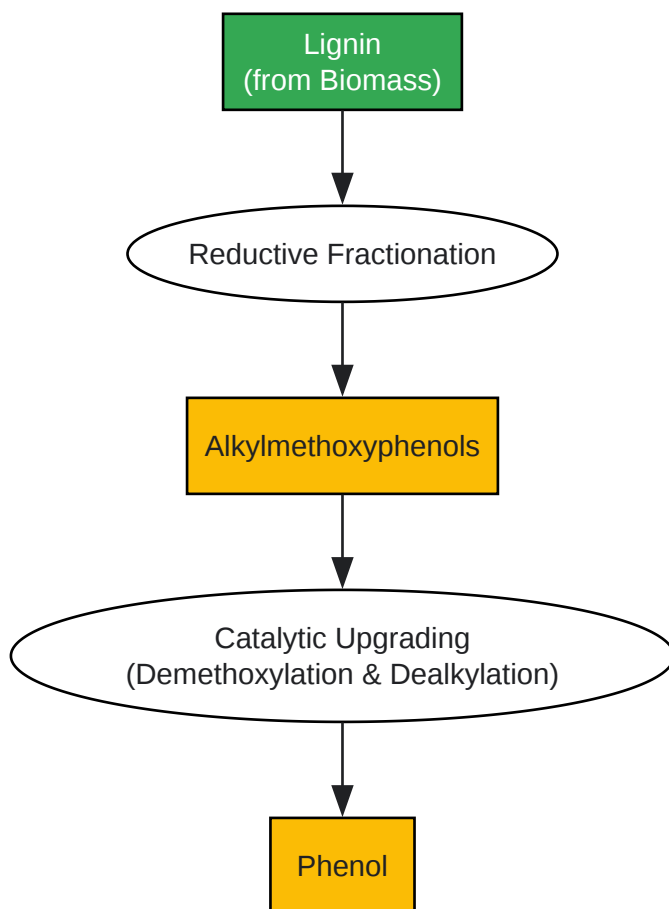 Lignin
(from Biomass)
Reductive Fractionation
Alkylmethoxyphenols
Catalytic Upgrading
(Demethoxylation & Dealkylation)
Phenol